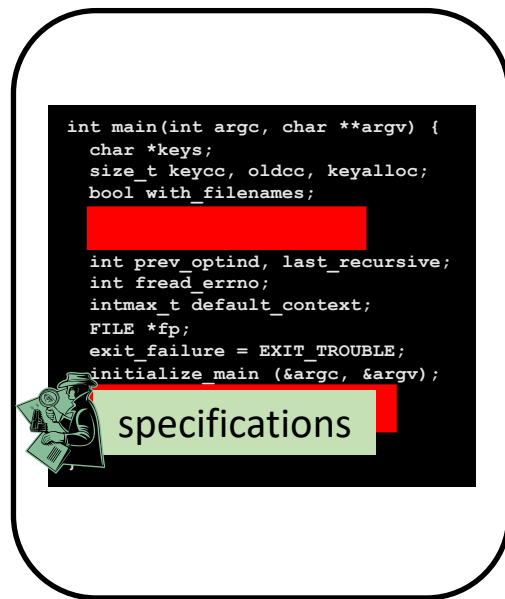 int main(int argc, char **argv) {
char *keys;
size_t keycc, oldcc, keyalloc;
bool with_filenames;
int prev_optind, last_recursive;
int fread_errno;
intmax_t default_context;
FILE *fp;
exit_failure = EXIT_TROUBLE;
initialize_main (&argc, &argv);
specifications
}